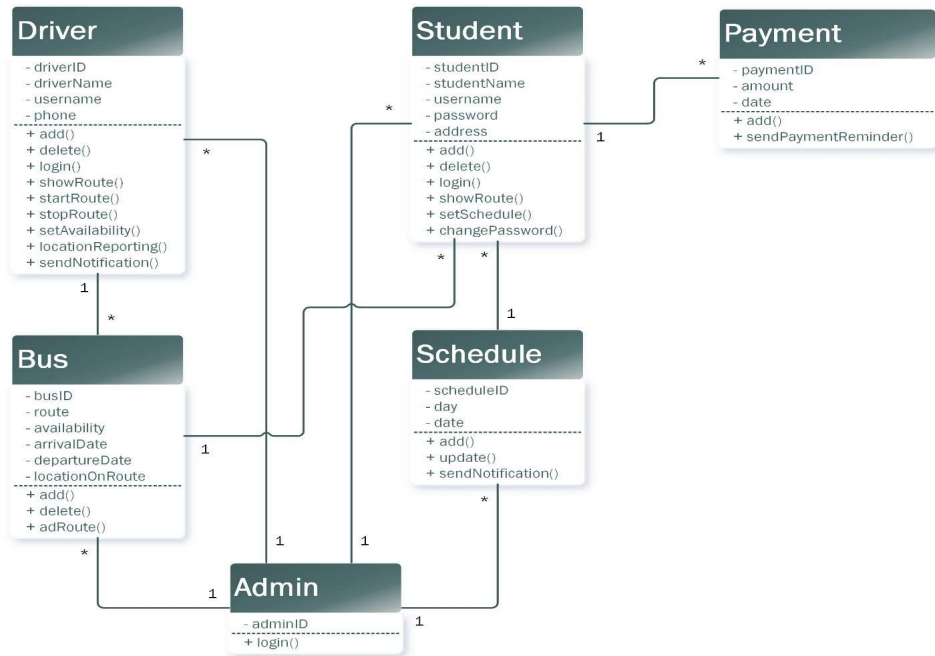 Driver
- driverID
- driverName
- username
- phone
+ add()
+ delete()
+ login()
+ showRoute()
+ startRoute()
+ stopRoute()
+ setAvailability()
+ locationReporting()
+ sendNotification()
Student
- studentID
- studentName
- username
- password
- address
+ add()
+ delete()
+ login()
+ showRoute()
+ setSchedule()
+ changePassword()
Payment
- paymentID
- amount
- date
+ add()
+ sendPaymentReminder()
*
*
*
1
*
*
1
*
1
1
Bus
- busID
- route
- availability
- arrivalDate
- departureDate
- locationOnRoute
+ add()
+ delete()
+ adRoute()
Schedule
- scheduleID
- day
- date
+ add()
+ update()
+ sendNotification()
*
*
1
1
1
1
Admin
- adminID
+ login()